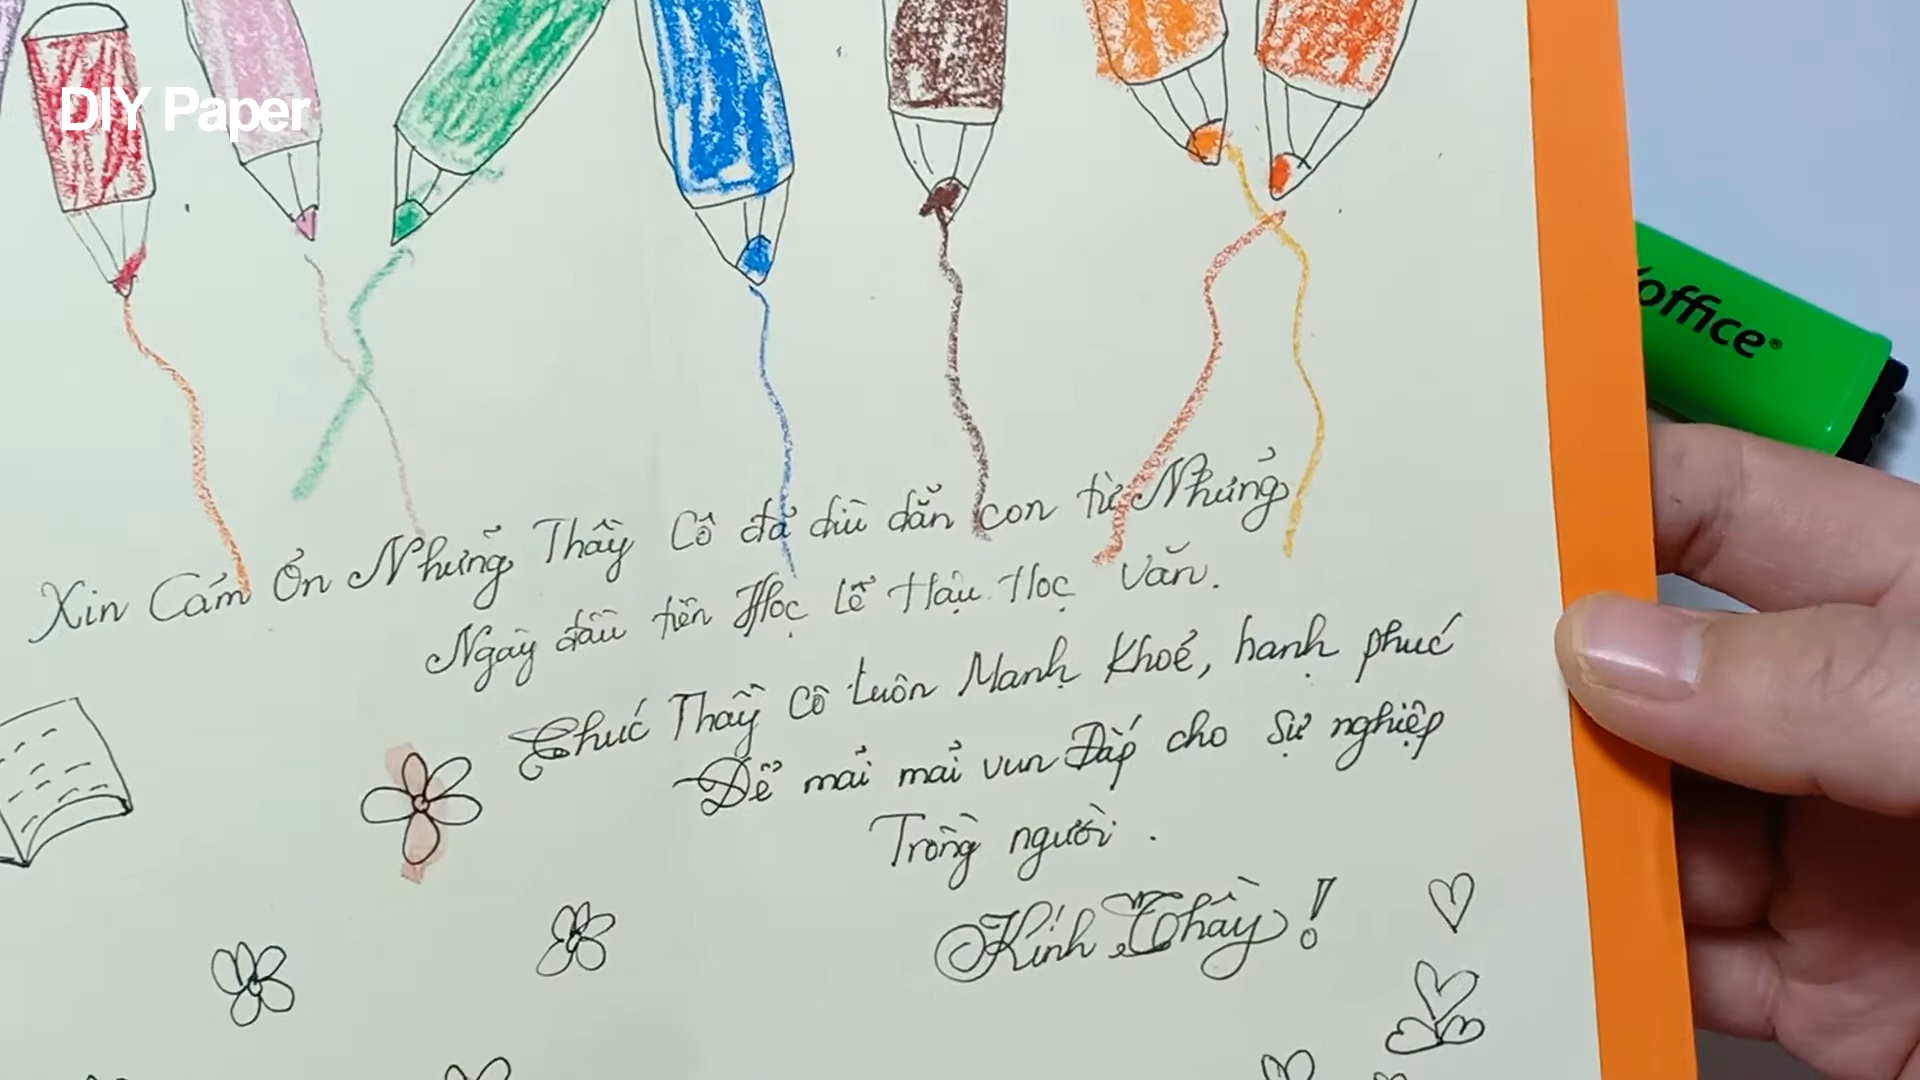 DIY Paper
office®
Xin Cảm Ơn Những Thầy Cô đã dìu dắn con từ Những
Ngày đầu tiên Học Lễ Hậu Học Văn.
Chúc Thầy Cô Luôn Mạnh Khoẻ, hạnh phúc
Để mãi mãi vun Đắp cho sự nghiệp
Trồng người.
Kính Thầy!